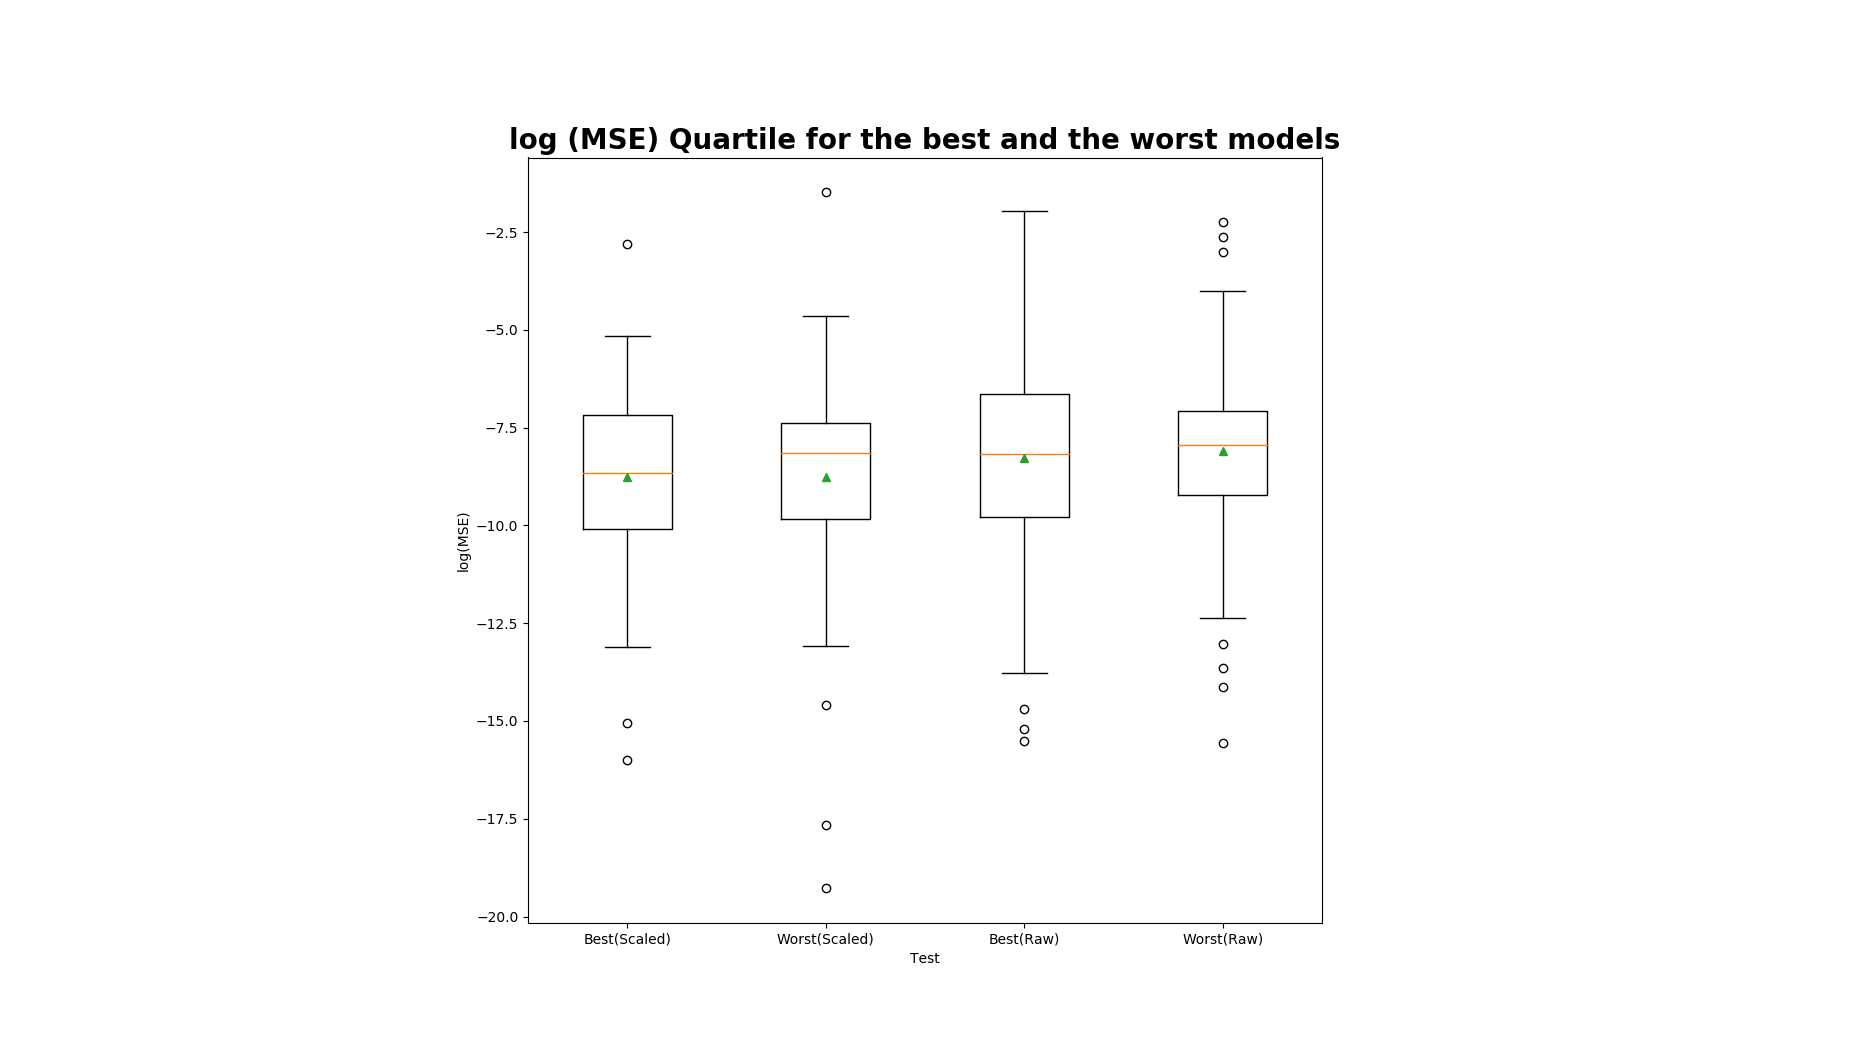 log (MSE) Quartile for the best and the worst models
−2.5
−5.0
−7.5
−10.0
−12.5
−15.0
−17.5
−20.0
log(MSE)
Best(Scaled)
Worst(Scaled)
Best(Raw)
Worst(Raw)
Test